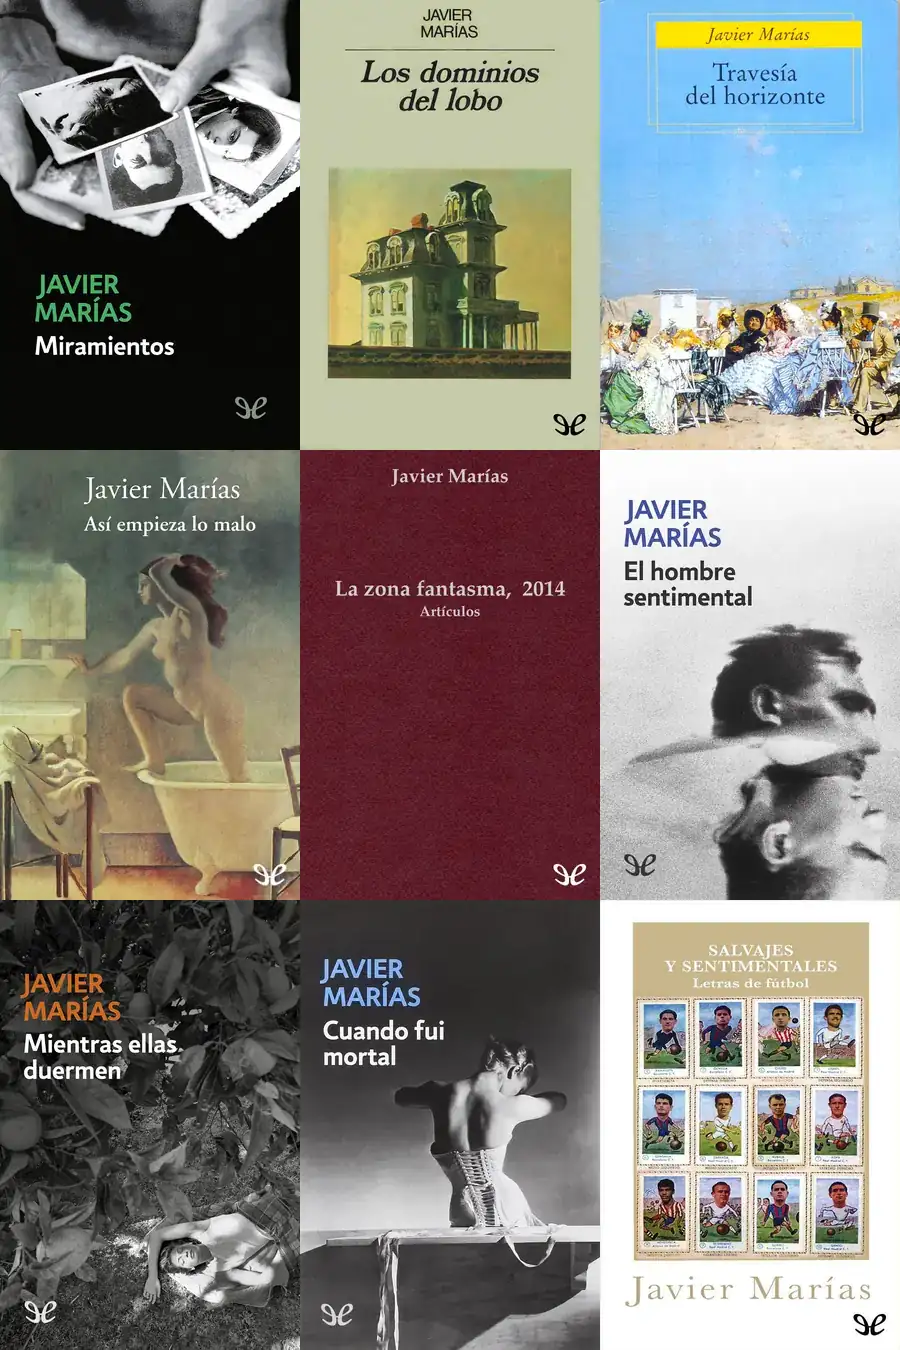 JAVIER
MARÍAS
Miramientos
JAVIER
MARÍAS
Los dominios
del lobo
Javier Marías
Travesía
del horizonte
Javier Marías
Así empieza lo malo
Javier Marías
La zona fantasma, 2014
Artículos
JAVIER
MARÍAS
El hombre
sentimental
JAVIER
MARÍAS
Mientras ellas
duermen
JAVIER
MARÍAS
Cuando fui
mortal
SALVAJES
Y SENTIMENTALES
Letras de fútbol
Javier Marías